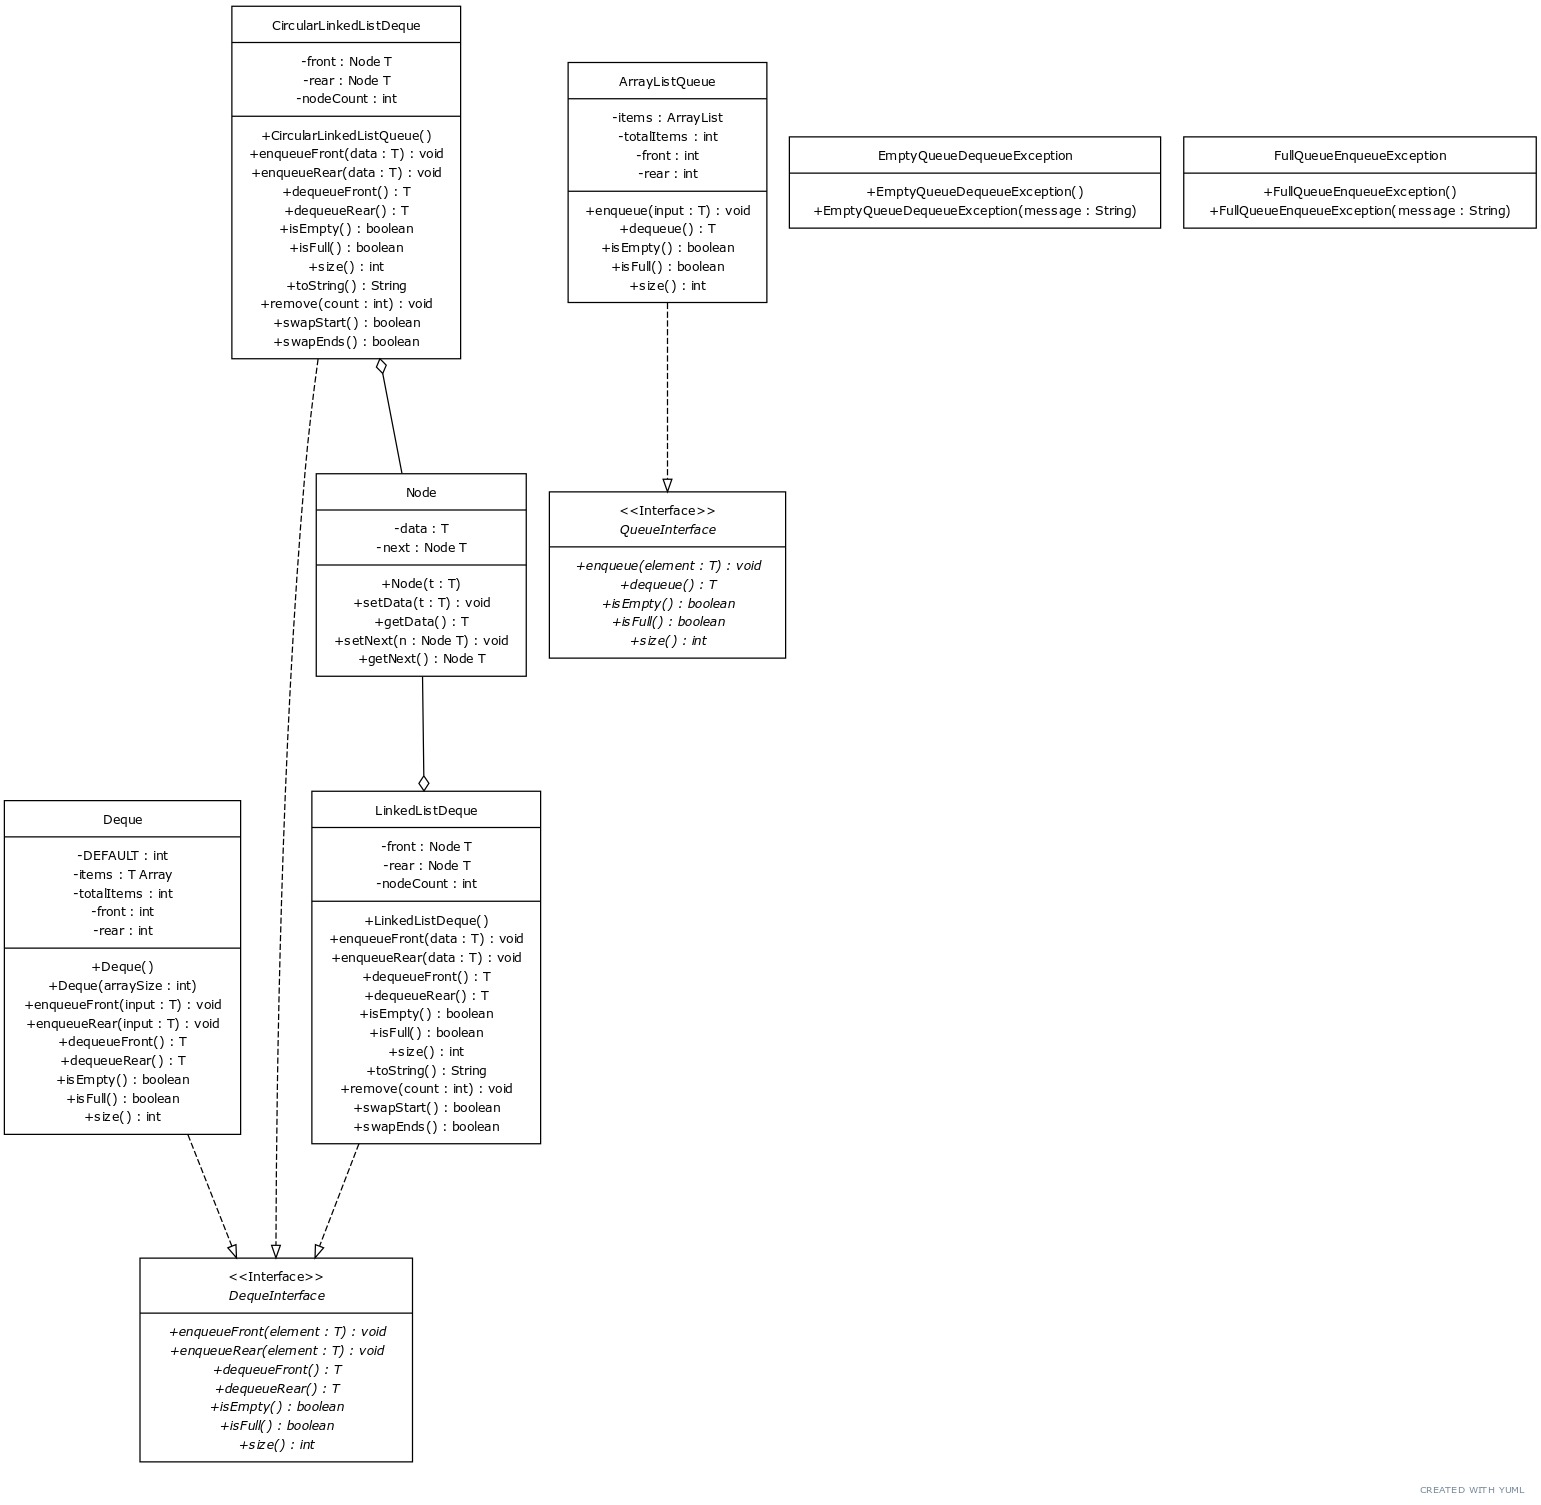 CircularLinkedListDeque
-front : Node T
-rear : Node T
-nodeCount : int
+CircularLinkedListQueue()
+enqueueFront(data : T) : void
+enqueueRear(data : T) : void
+dequeueFront() : T
+dequeueRear() : T
+isEmpty() : boolean
+isFull() : boolean
+size() : int
+toString() : String
+remove(count : int) : void
+swapStart() : boolean
+swapEnds() : boolean
ArrayListQueue
-items : ArrayList
-totalItems : int
-front : int
-rear : int
+enqueue(input : T) : void
+dequeue() : T
+isEmpty() : boolean
+isFull() : boolean
+size() : int
EmptyQueueDequeueException
+EmptyQueueDequeueException()
+EmptyQueueDequeueException(message : String)
FullQueueEnqueueException
+FullQueueEnqueueException()
+FullQueueEnqueueException(message : String)
Node
-data : T
-next : Node T
+Node(t : T)
+setData(t : T) : void
+getData() : T
+setNext(n : Node T) : void
+getNext() : Node T
<<Interface>>
QueueInterface
+enqueue(element : T) : void
+dequeue() : T
+isEmpty() : boolean
+isFull() : boolean
+size() : int
Deque
-DEFAULT : int
-items : T Array
-totalItems : int
-front : int
-rear : int
+Deque()
+Deque(arraySize : int)
+enqueueFront(input : T) : void
+enqueueRear(input : T) : void
+dequeueFront() : T
+dequeueRear() : T
+isEmpty() : boolean
+isFull() : boolean
+size() : int
LinkedListDeque
-front : Node T
-rear : Node T
-nodeCount : int
+LinkedListDeque()
+enqueueFront(data : T) : void
+enqueueRear(data : T) : void
+dequeueFront() : T
+dequeueRear() : T
+isEmpty() : boolean
+isFull() : boolean
+size() : int
+toString() : String
+remove(count : int) : void
+swapStart() : boolean
+swapEnds() : boolean
<<Interface>>
DequeInterface
+enqueueFront(element : T) : void
+enqueueRear(element : T) : void
+dequeueFront() : T
+dequeueRear() : T
+isEmpty() : boolean
+isFull() : boolean
+size() : int
CREATED WITH YUML